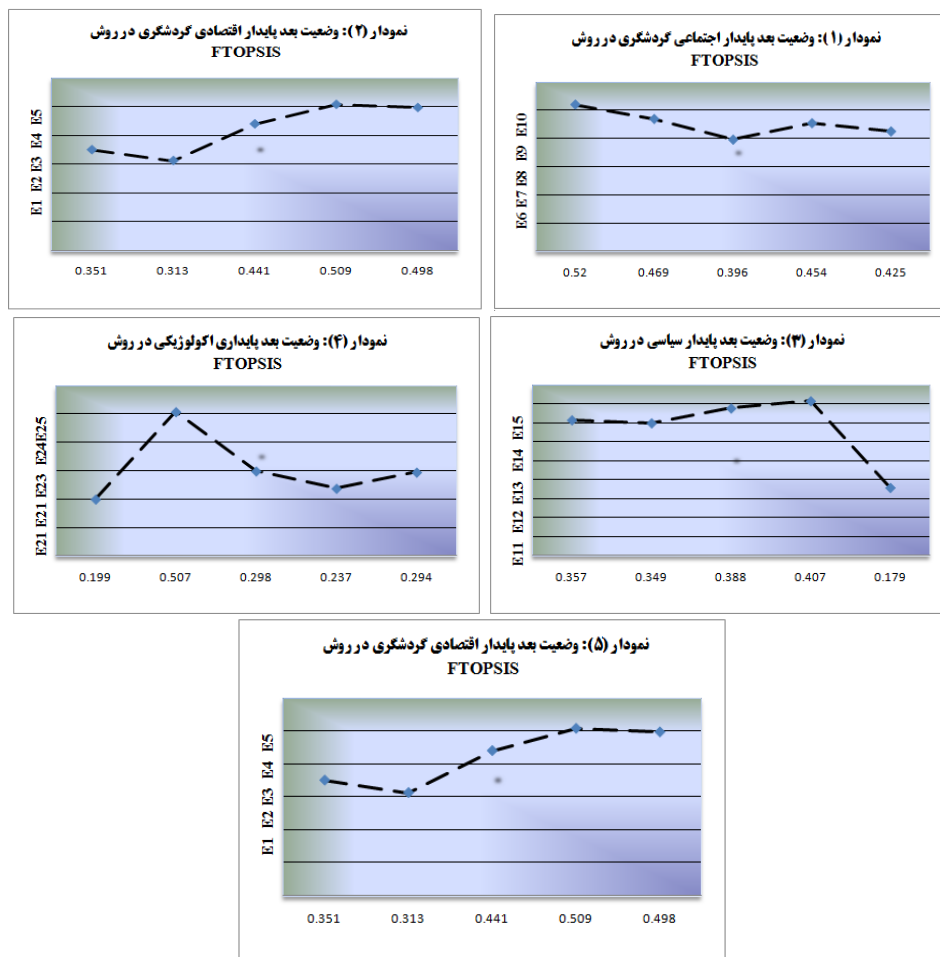 نمودار (۱): وضعیت بعد پایدار اجتماعی گردشگری در روش
FTOPSIS
E6 E7 E8 E9 E10
0.52 0.469 0.396 0.454 0.425
نمودار (۲): وضعیت بعد پایدار اقتصادی گردشگری در روش
FTOPSIS
E1 E2 E3 E4 E5
0.351 0.313 0.441 0.509 0.498
نمودار (۳): وضعیت بعد پایدار سیاسی در روش
FTOPSIS
E11 E12 E13 E14 E15
0.357 0.349 0.388 0.407 0.179
نمودار (۴): وضعیت بعد پایداری اکولوژیکی در روش
FTOPSIS
E21 E21 E23 E24E25
0.199 0.507 0.298 0.237 0.294
نمودار (۵): وضعیت بعد پایدار اقتصادی گردشگری در روش
FTOPSIS
E1 E2 E3 E4 E5
0.351 0.313 0.441 0.509 0.498